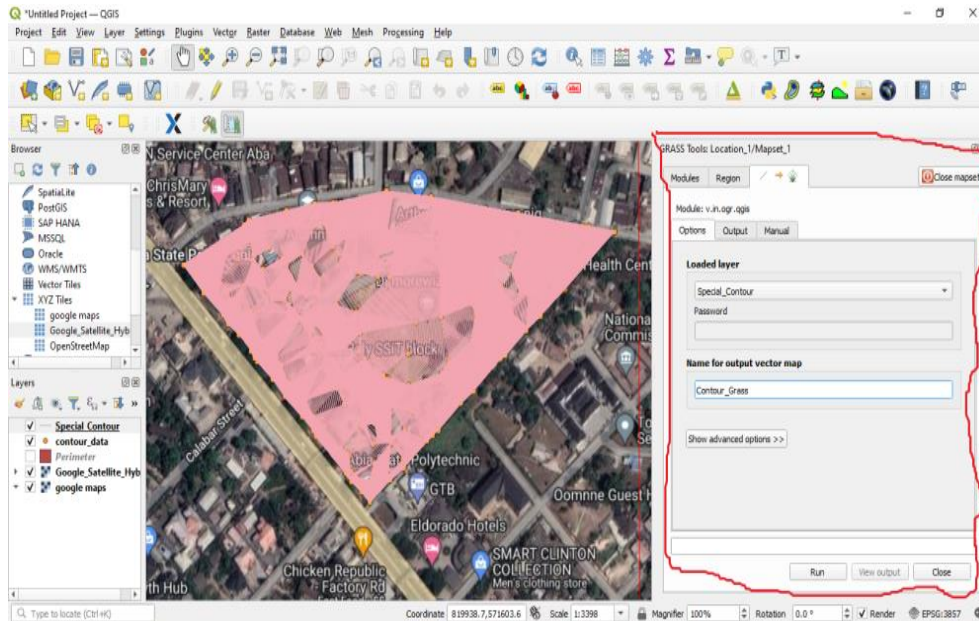 *Untitled Project — QGIS
Project Edit View Layer Settings Plugins Vector Raster Database Web Mesh Processing Help
Browser
SpatiaLite
PostGIS
SAP HANA
MSSQL
Oracle
WMS/WMTS
Vector Tiles
XYZ Tiles
google maps
Google_Satellite_Hyb
OpenStreetMap
Layers
Special Contour
contour_data
Perimeter
Google_Satellite_Hyb
google maps
N Service Center Aba
ChrisMary
s & Resort,
n State P
Health Cent
National
Commis
ly SSIT block
Calabar Street
Abia
Polytechnic
GTB
Oomnne Guest H
Eldorado Hotels
SMART CLINTON
COLLECTION
Men's clothing store
Chicken Republic
- Factory Rd
rth Hub
GRASS Tools: Location_1/Mapset_1
Modules Region
Close mapset
Module: v.in.ogr.qgis
Options Output Manual
Loaded layer
Special_Contour
Password
Name for output vector map
Contour_Grass
Show advanced options >>
Run View output Close
Type to locate (Ctrl+K)
Coordinate 819938.7,571603.6 Scale 1:3398 Magnifier 100% Rotation 0.0 ° Render EPSG:3857